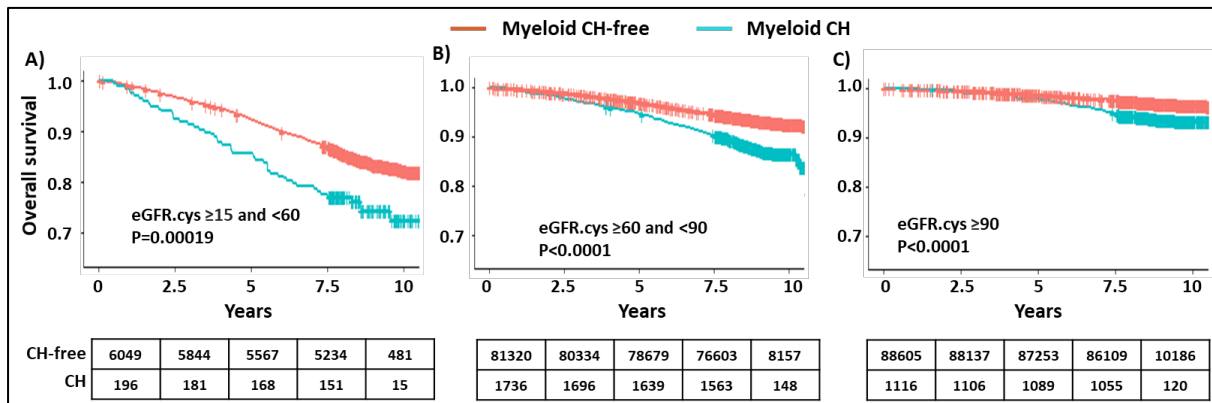 Myeloid CH-free Myeloid CH
A) B) C)
Overall survival
1.0
0.9
0.8
0.7
eGFR.cys ≥15 and <60
P=0.00019
0 2.5 5 7.5 10
Years
1.0
0.9
0.8
0.7
eGFR.cys ≥60 and <90
P<0.0001
0 2.5 5 7.5 10
Years
1.0
0.9
0.8
0.7
eGFR.cys ≥90
P<0.0001
0 2.5 5 7.5 10
Years
CH-free 6049 5844 5567 5234 481
CH 196 181 168 151 15
81320 80334 78679 76603 8157
1736 1696 1639 1563 148
88605 88137 87253 86109 10186
1116 1106 1089 1055 120